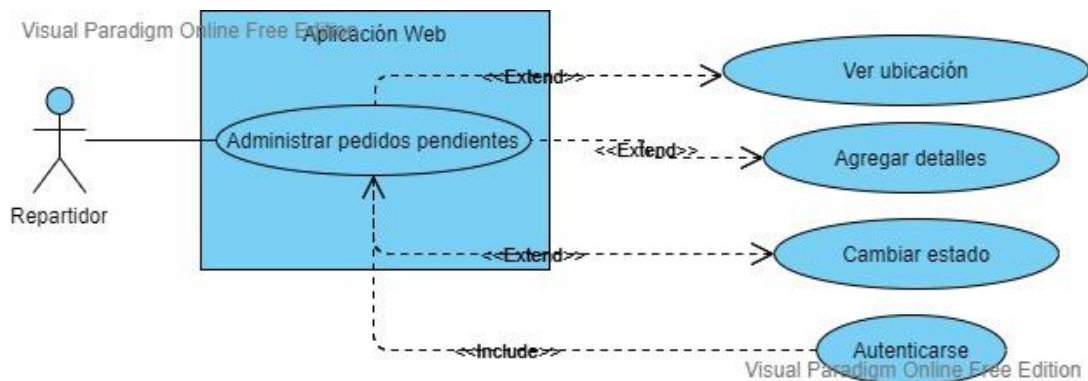 Visual Paradigm Online Free Edition
Aplicación Web
<<Extend>>
Ver ubicación
Administrar pedidos pendientes
<<Extend>>
Agregar detalles
Repartidor
<<Extend>>
Cambiar estado
<<Include>>
Autenticarse
Visual Paradigm Online Free Edition